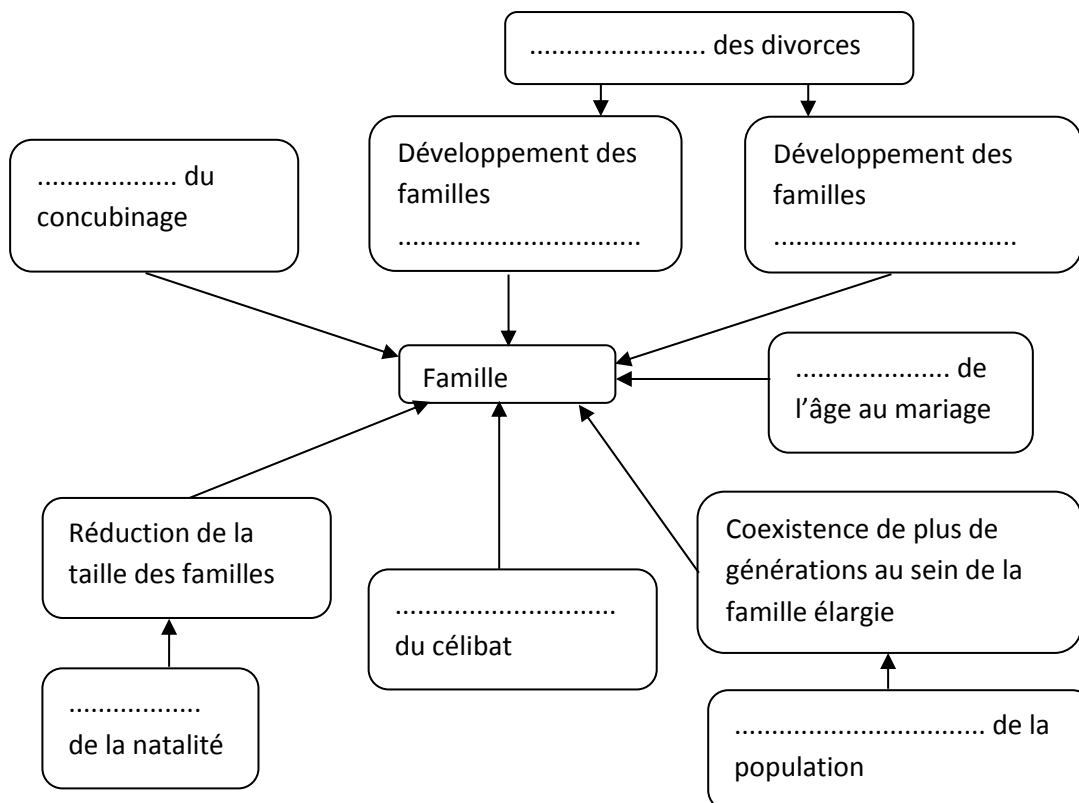 ......................... des divorces
Développement des
familles
................................
Développement des
familles
................................
................... du
concubinage
Famille
..................... de
l’âge au mariage
Réduction de la
taille des familles
Coexistence de plus de
générations au sein de la
famille élargie
.............................
du célibat
..................
de la natalité
.................................. de la
population